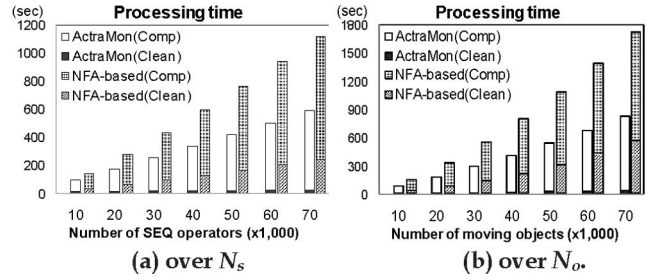 Processing time
(sec)
1200
1000
800
600
400
200
0
ActraMon(Comp)
ActraMon(Clean)
NFA-based(Comp)
NFA-based(Clean)
10 20 30 40 50 60 70
Number of SEQ operators (x1,000)
(a) over Ns
Processing time
(sec)
1800
1500
1200
900
600
300
0
ActraMon(Comp)
ActraMon(Clean)
NFA-based(Comp)
NFA-based(Clean)
10 20 30 40 50 60 70
Number of moving objects (x1,000)
(b) over No.